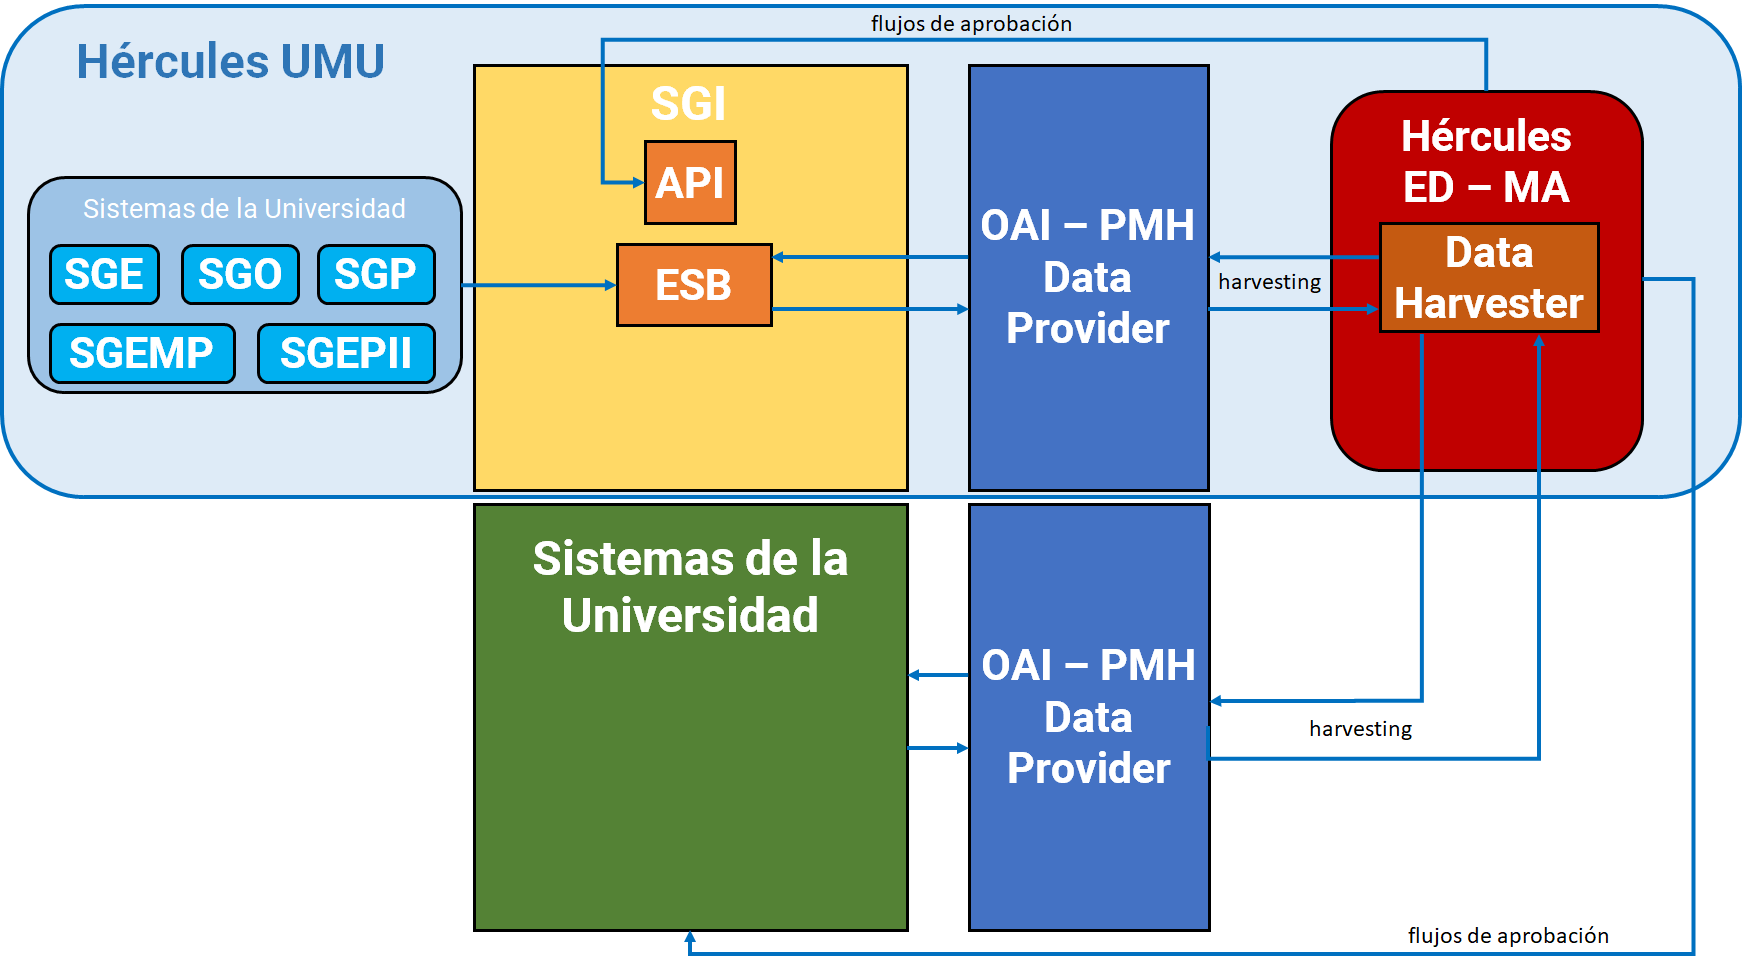 flujos de aprobación
Hércules UMU
SGI
API
ESB
Sistemas de la Universidad
SGE
SGO
SGP
SGEMP
SGEPII
OAI – PMH
Data
Provider
harvesting
Hércules
ED – MA
Data
Harvester
Sistemas de la
Universidad
OAI – PMH
Data
Provider
harvesting
flujos de aprobación